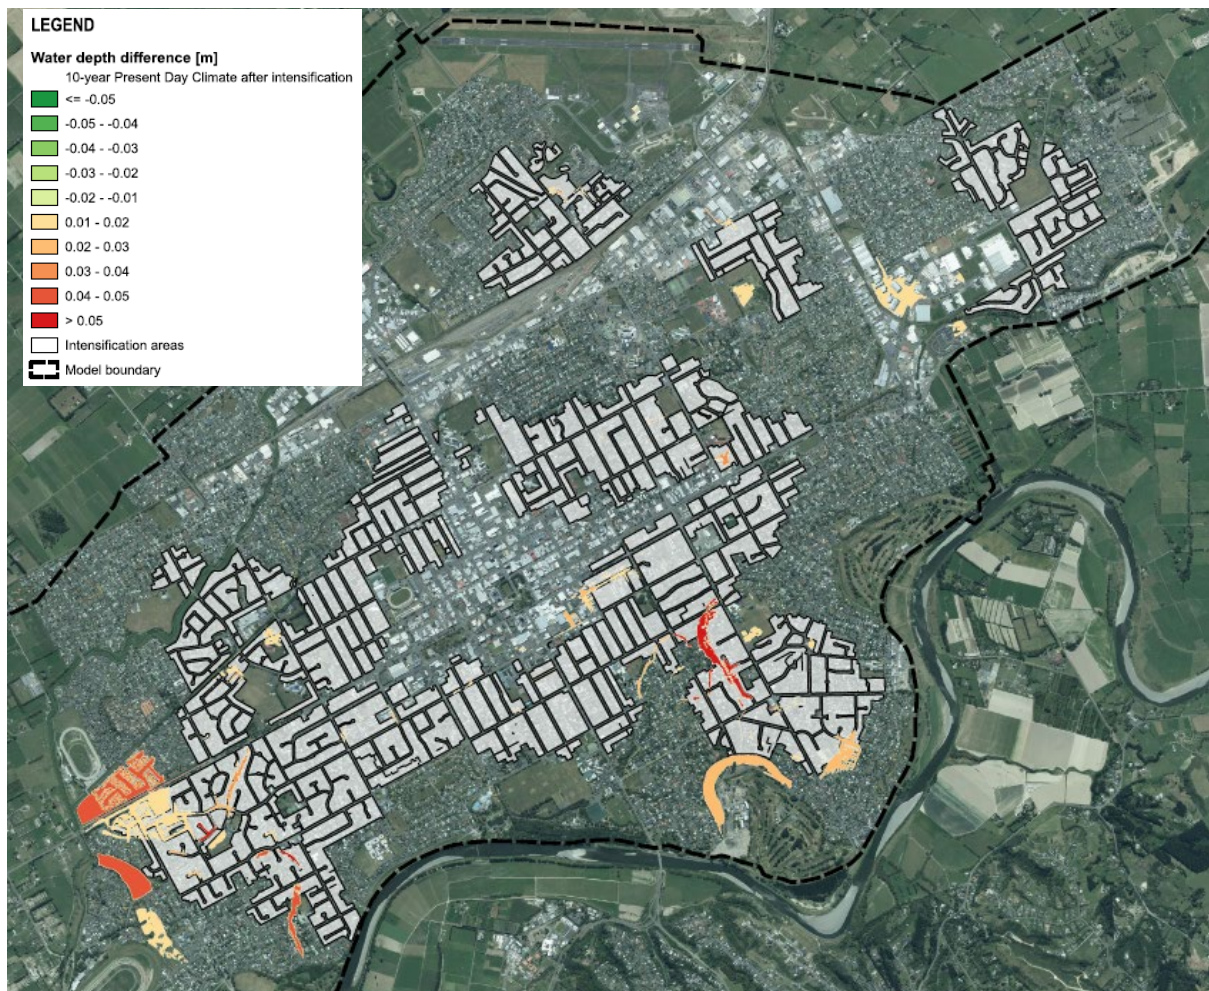 LEGEND
Water depth difference [m]
10-year Present Day Climate after intensification
<= -0.05
-0.05 - -0.04
-0.04 - -0.03
-0.03 - -0.02
-0.02 - -0.01
0.01 - 0.02
0.02 - 0.03
0.03 - 0.04
0.04 - 0.05
> 0.05
Intensification areas
Model boundary